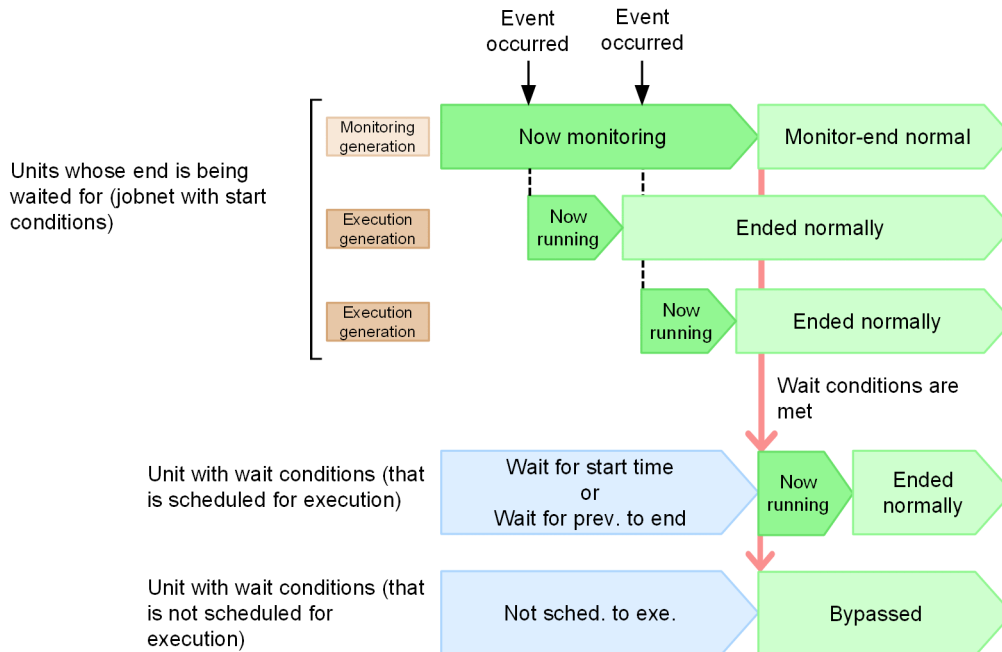 Event
occurred
Event
occurred
Monitoring
generation
Now monitoring
Monitor-end normal
Units whose end is being
waited for (jobnet with start
conditions)
Execution
generation
Now
running
Ended normally
Execution
generation
Now
running
Ended normally
Wait conditions are
met
Unit with wait conditions (that
is scheduled for execution)
Wait for start time
or
Wait for prev. to end
Now
running
Ended
normally
Unit with wait conditions (that
is not scheduled for
execution)
Not sched. to exe.
Bypassed